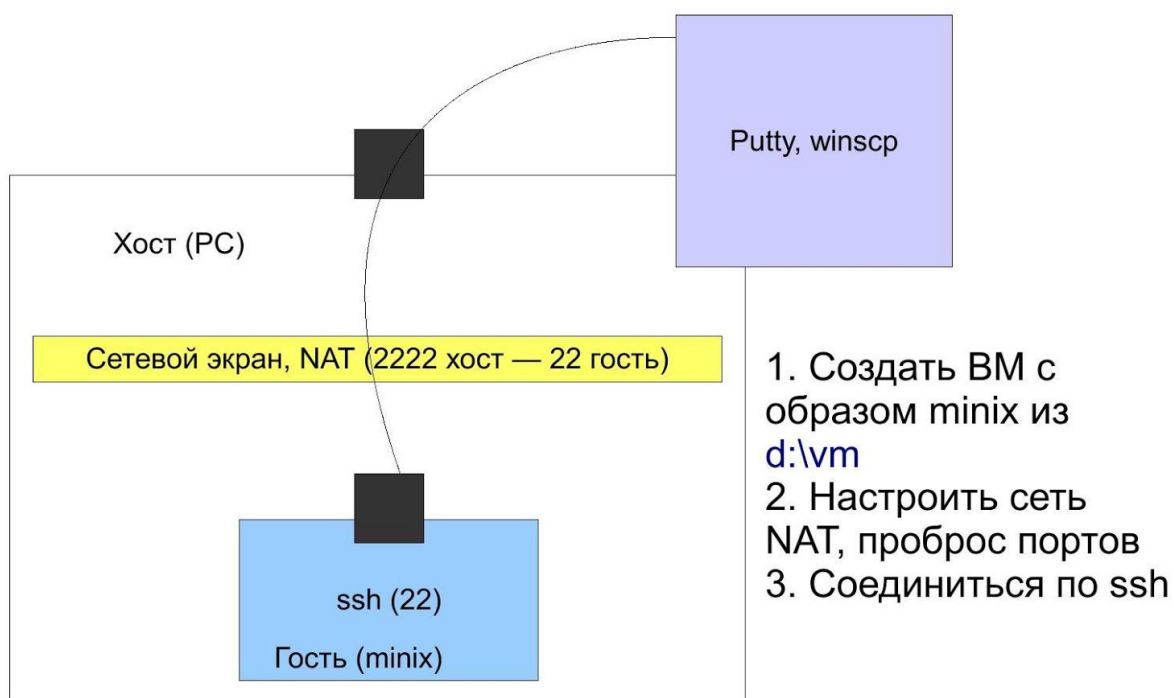 Putty, winscp
Хост (PC)
Сетевой экран, NAT (2222 хост — 22 гость)
ssh (22)
Гость (minix)
1. Создать ВМ с
образом minix из
d:\vm
2. Настроить сеть
NAT, проброс портов
3. Соединиться по ssh